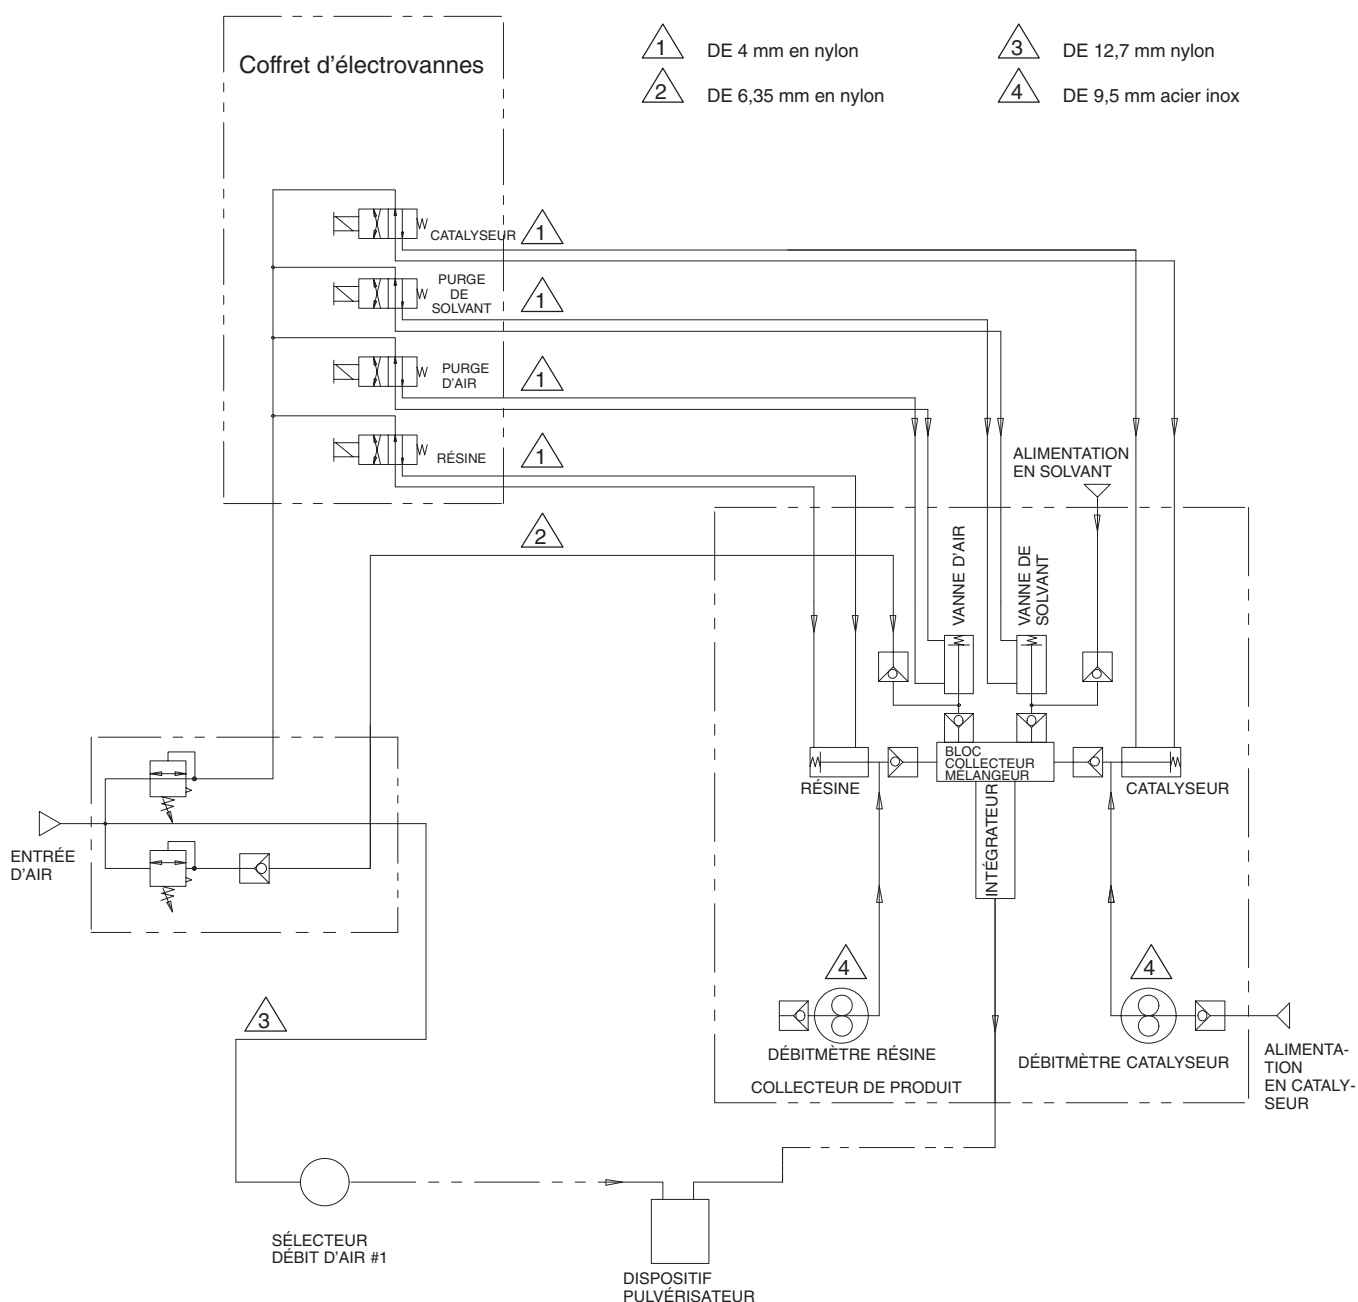 Coffret d'électrovannes
1 DE 4 mm en nylon
2 DE 6,35 mm en nylon
3 DE 12,7 mm nylon
4 DE 9,5 mm acier inox
CATALYSEUR
1
PURGE
DE
SOLVANT
1
PURGE
D'AIR
1
RÉSINE
1
2
ALIMENTATION
EN SOLVANT
VANNE D'AIR
VANNE DE
SOLVANT
BLOC
COLLECTEUR
MÉLANGEUR
RÉSINE
CATALYSEUR
INTÉGRATEUR
ENTRÉE
D'AIR
4
4
3
DÉBITMÈTRE RÉSINE
DÉBITMÈTRE CATALYSEUR
ALIMENTA-
TION
EN CATALY-
SEUR
COLLECTEUR DE PRODUIT
SÉLECTEUR
DÉBIT D'AIR #1
DISPOSITIF
PULVÉRISATEUR